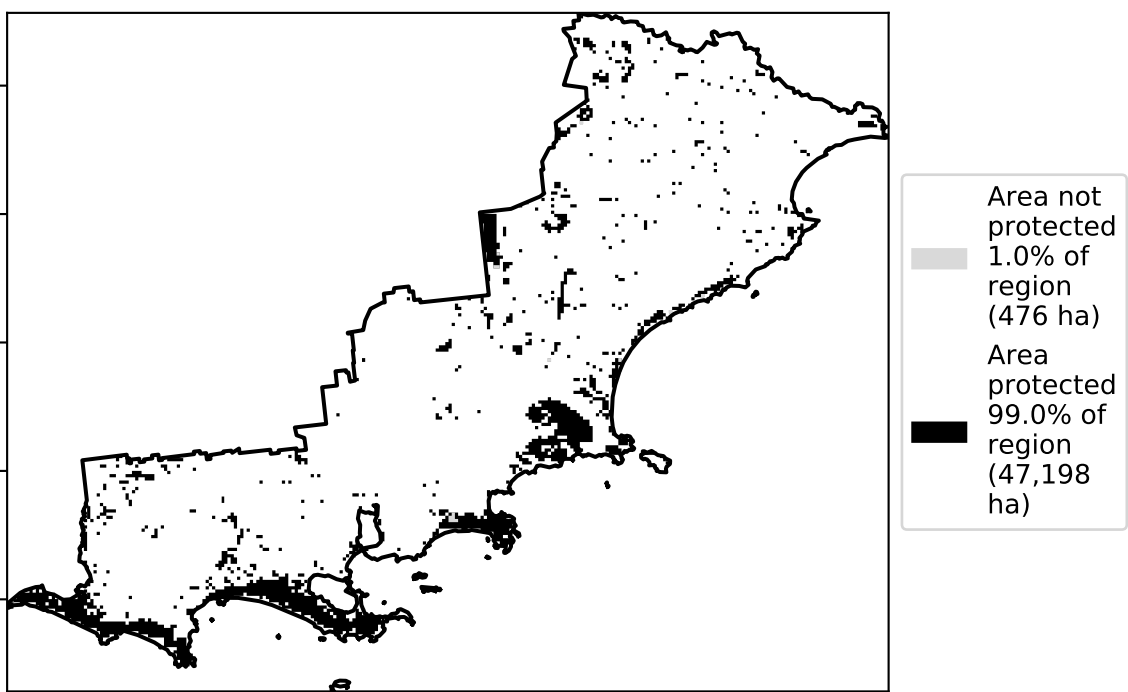 Area not
protected
1.0% of
region
(476 ha)
Area
protected
99.0% of
region
(47,198
ha)